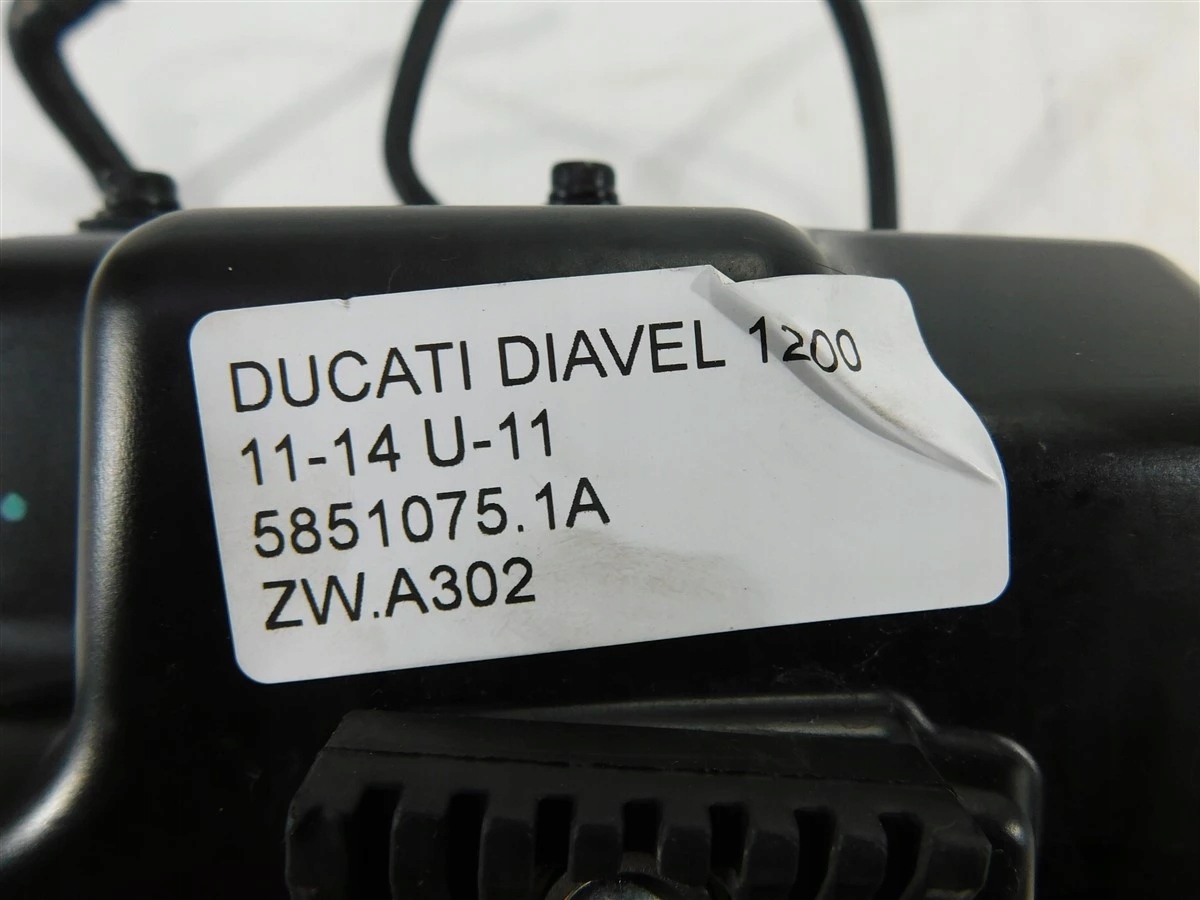 DUCATI DIAVEL 1200
11-14 U-11
5851075.1A
ZW.A302